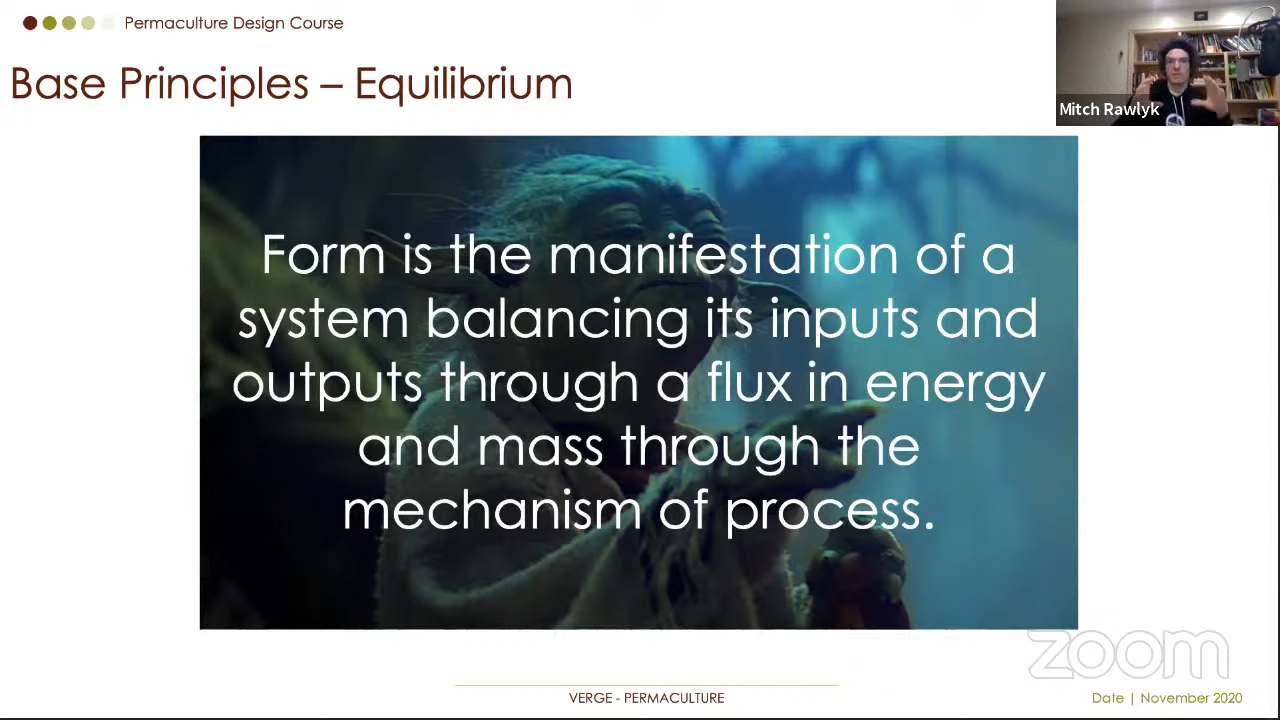 Permaculture Design Course
Base Principles – Equilibrium
Mitch Rawlyk
Form is the manifestation of a
system balancing its inputs and
outputs through a flux in energy
and mass through the
mechanism of process.
zoom
VERGE - PERMACULTURE
Date | November 2020